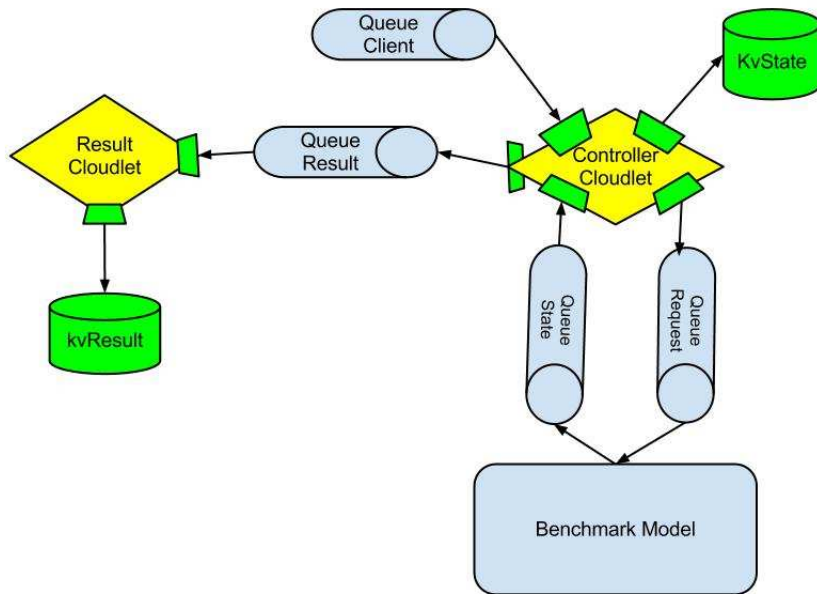 Queue
Client
KvState
Result
Cloudlet
Queue
Result
Controller
Cloudlet
Queue
State
Queue
Request
kvResult
Benchmark Model